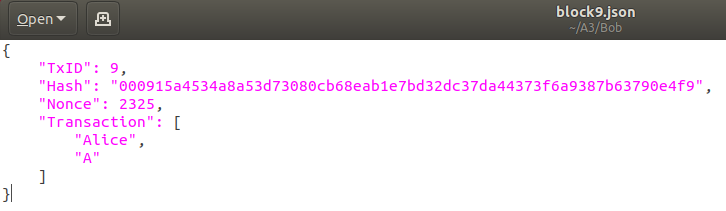 Open
block9.json
~/A3/Bob
{
    "TxID": 9,
    "Hash": "000915a4534a8a53d73080cb68eab1e7bd32dc37da44373f6a9387b63790e4f9",
    "Nonce": 2325,
    "Transaction": [
        "Alice",
        "A"
    ]
}